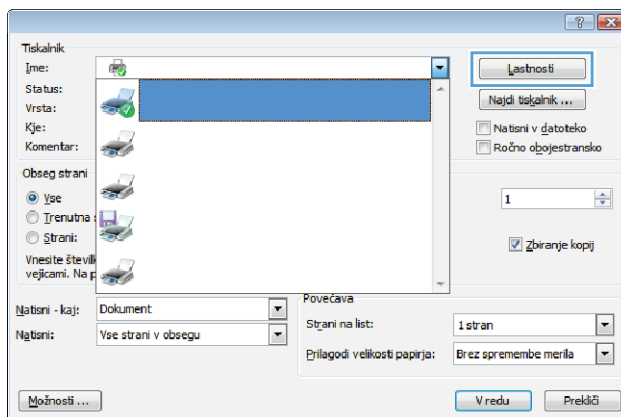 Tiskalnik
Ime:
Lastnosti
Status:
Najdi tiskalnik ...
Vrsta:
Kje:
Natisni v datoteko
Komentar:
Ročno obojestransko
Obseg strani
Vse
1
Trenutna
Strani:
Zbiranje kopij
Vnesite števil
vejicami. Na p
Natisni - kaj: Dokument
Povečava
Natisni: Vse strani v obsegu
Strani na list: 1 stran
Prilagodi velikosti papirja: Brez spremembe merila
Možnosti ...
V redu
Prekliči